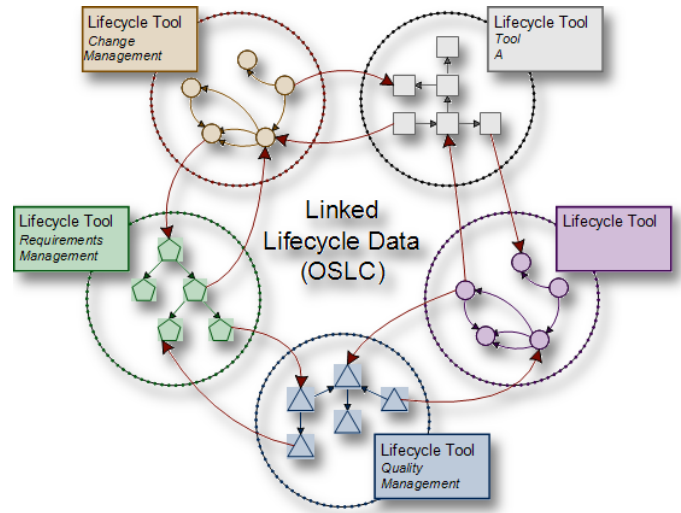 Lifecycle Tool
Change
Management
Lifecycle Tool
Tool
A
Linked
Lifecycle Data
(OSLC)
Lifecycle Tool
Requirements
Management
Lifecycle Tool
Lifecycle Tool
Quality
Management